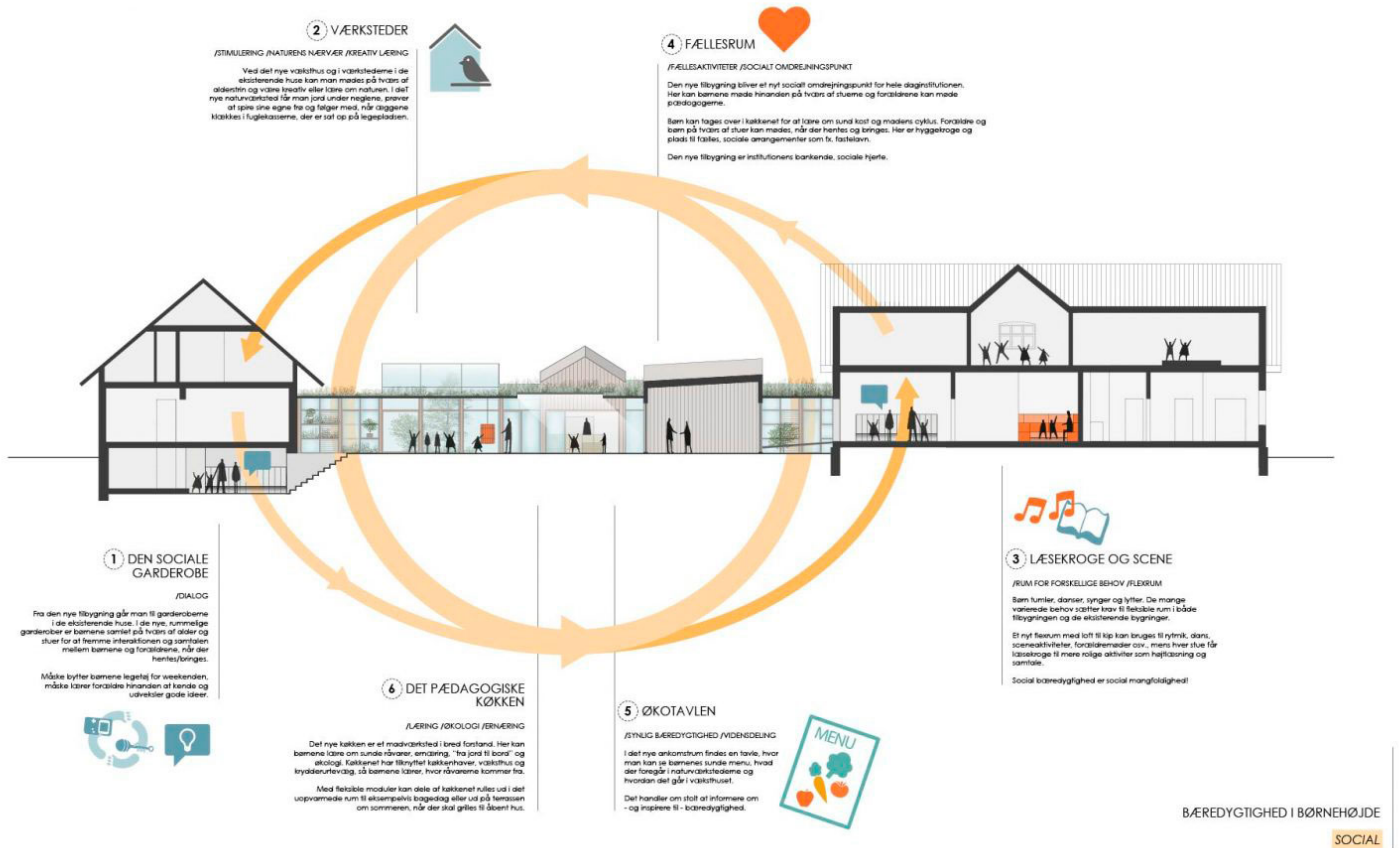 2 VÆRKSTEDER
/STIMULERING /NATURENS NÆRVÆR /KREATIV LÆRING
Ved det nye væksthus og i værkstederne i de
eksisterende huse kan man mødes på tværs af
alderstrin og være kreativ eller lære om naturen. I deT
nye naturværksted får man jord under neglene, prøver
at spire sine egne frø og følger med, når æggene
klækkes i fuglekasserne, der er sat op på legepladsen.
4 FÆLLESRUM
/FÆLLESAKTIVITETER /SOCIALT OMDREJNINGSPUNKT
Den nye tilbygning bliver et nyt socialt omdrejningspunkt for hele daginstitutionen.
Her kan børnene møde hinanden på tværs af stuerne og forældrene kan møde
pædagogerne.
Børn kan tages over i køkkenet for at lære om sund kost og madens cyklus. Forældre og
børn på tværs af stuer kan mødes, når der hentes og bringes. Her er hyggekroge og
plads til fælles, sociale arrangementer som fx. fastelavn.
Den nye tilbygning er institutionens bankende, sociale hjerte.
1 DEN SOCIALE
GARDEROBE
/DIALOG
Fra den nye tilbygning går man til garderoberne
i de eksisterende huse. I de nye, rummelige
garderober er børnene samlet på tværs af alder og
stuer for at fremme interaktionen og samtalen
mellem børnene og forældrene, når der
hentes/bringes.
Måske bytter børnene legetøj for weekenden,
måske lærer forældre hinanden at kende og
udveksler gode ideer.
3 LÆSEKROGE OG SCENE
/RUM FOR FORSKELLIGE BEHOV /FLEXRUM
Børn tumler, danser, synger og lytter. De mange
varierede behov sætter krav til fleksible rum i både
tilbygningen og de eksisterende bygninger.
Et nyt flexrum med loft til kip kan bruges til rytmik, dans,
sceneaktiviteter, forældremøder osv., mens hver stue får
læsekroge til mere rolige aktiviteter som højtlæsning og
samtale.
Social bæredygtighed er social mangfoldighed!
6 DET PÆDAGOGISKE
KØKKEN
/LÆRING /ØKOLOGI /ERNÆRING
Det nye køkken er et madværksted i bred forstand. Her kan
børnene lære om sunde råvarer, ernæring, "fra jord til bord" og
økologi. Køkkenet har tilknyttet køkkenhaver, væksthus og
krydderurtevæg, så børnene lærer, hvor råvarerne kommer fra.
Med fleksible moduler kan dele af køkkenet rulles ud i det
uopvarmede rum til eksempelvis bagedag eller ud på terrassen
om sommeren, når der skal grilles til åbent hus.
5 ØKOTAVLEN
/SYNLIG BÆREDYGTIGHED /VIDENSDELING
I det nye ankomstrum findes en tavle, hvor
man kan se børnenes sunde menu, hvad
der foregår i naturværkstederne og
hvordan det går i væksthuset.
Det handler om stolt at informere om
- og inspirere til - bæredygtighed.
MENU
BÆREDYGTIGHED I BØRNEHØJDE
SOCIAL